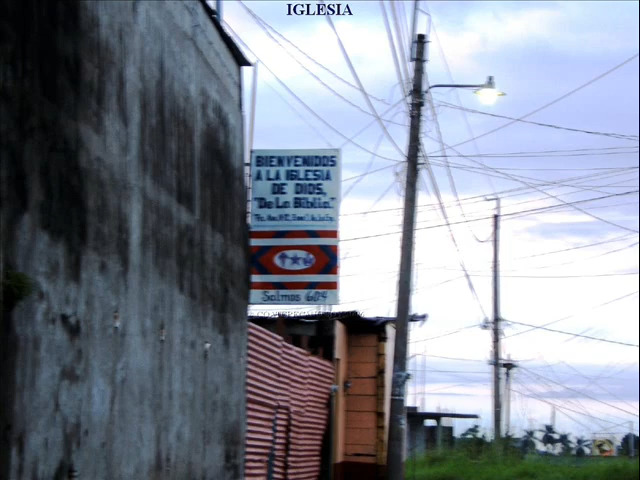 IGLESIA
BIENVENIDOS
A LA IGLESIA
DE DIOS,
"De La Biblia."
Salmos 60:4